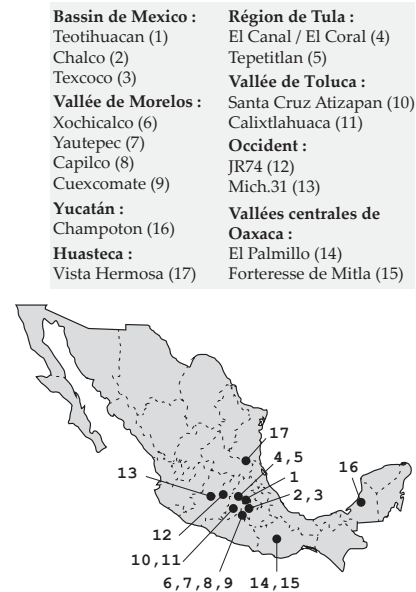 Bassin de Mexico :
Teotihuacan (1)
Chalco (2)
Texcoco (3)
Vallée de Morelos :
Xochicalco (6)
Yautepec (7)
Capilco (8)
Cuexcomate (9)
Yucatán :
Champoton (16)
Huasteca :
Vista Hermosa (17)
Région de Tula :
El Canal / El Coral (4)
Tepetitlan (5)
Vallée de Toluca :
Santa Cruz Atizapan (10)
Calixtlahuaca (11)
Occident :
JR74 (12)
Mich.31 (13)
Vallées centrales de
Oaxaca :
El Palmillo (14)
Forteresse de Mitla (15)
17
4,5
1
16
13
2,3
12
10,11
6,7,8,9
14,15